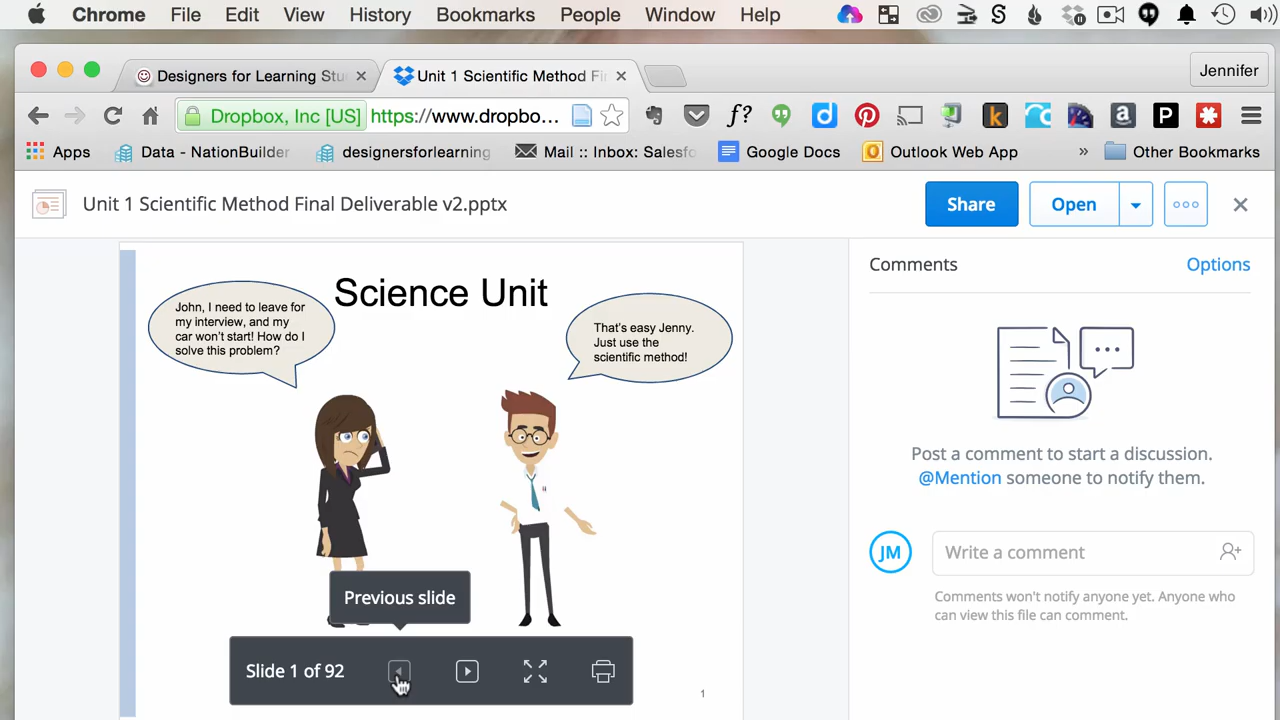 Chrome File Edit View History Bookmarks People Window Help
Designers for Learning Stu
Unit 1 Scientific Method Fi
Jennifer
Dropbox, Inc [US] https://www.dropbo...
f?
Apps Data - NationBuilder designersforlearning Mail :: Inbox: Salesfo Google Docs Outlook Web App » Other Bookmarks
Unit 1 Scientific Method Final Deliverable v2.pptx
Share
Open
Science Unit
John, I need to leave for
my interview, and my
car won't start! How do I
solve this problem?
That's easy Jenny.
Just use the
scientific method!
Previous slide
Slide 1 of 92
1
Comments
Options
Post a comment to start a discussion.
@Mention someone to notify them.
JM
Write a comment
Comments won't notify anyone yet. Anyone who
can view this file can comment.